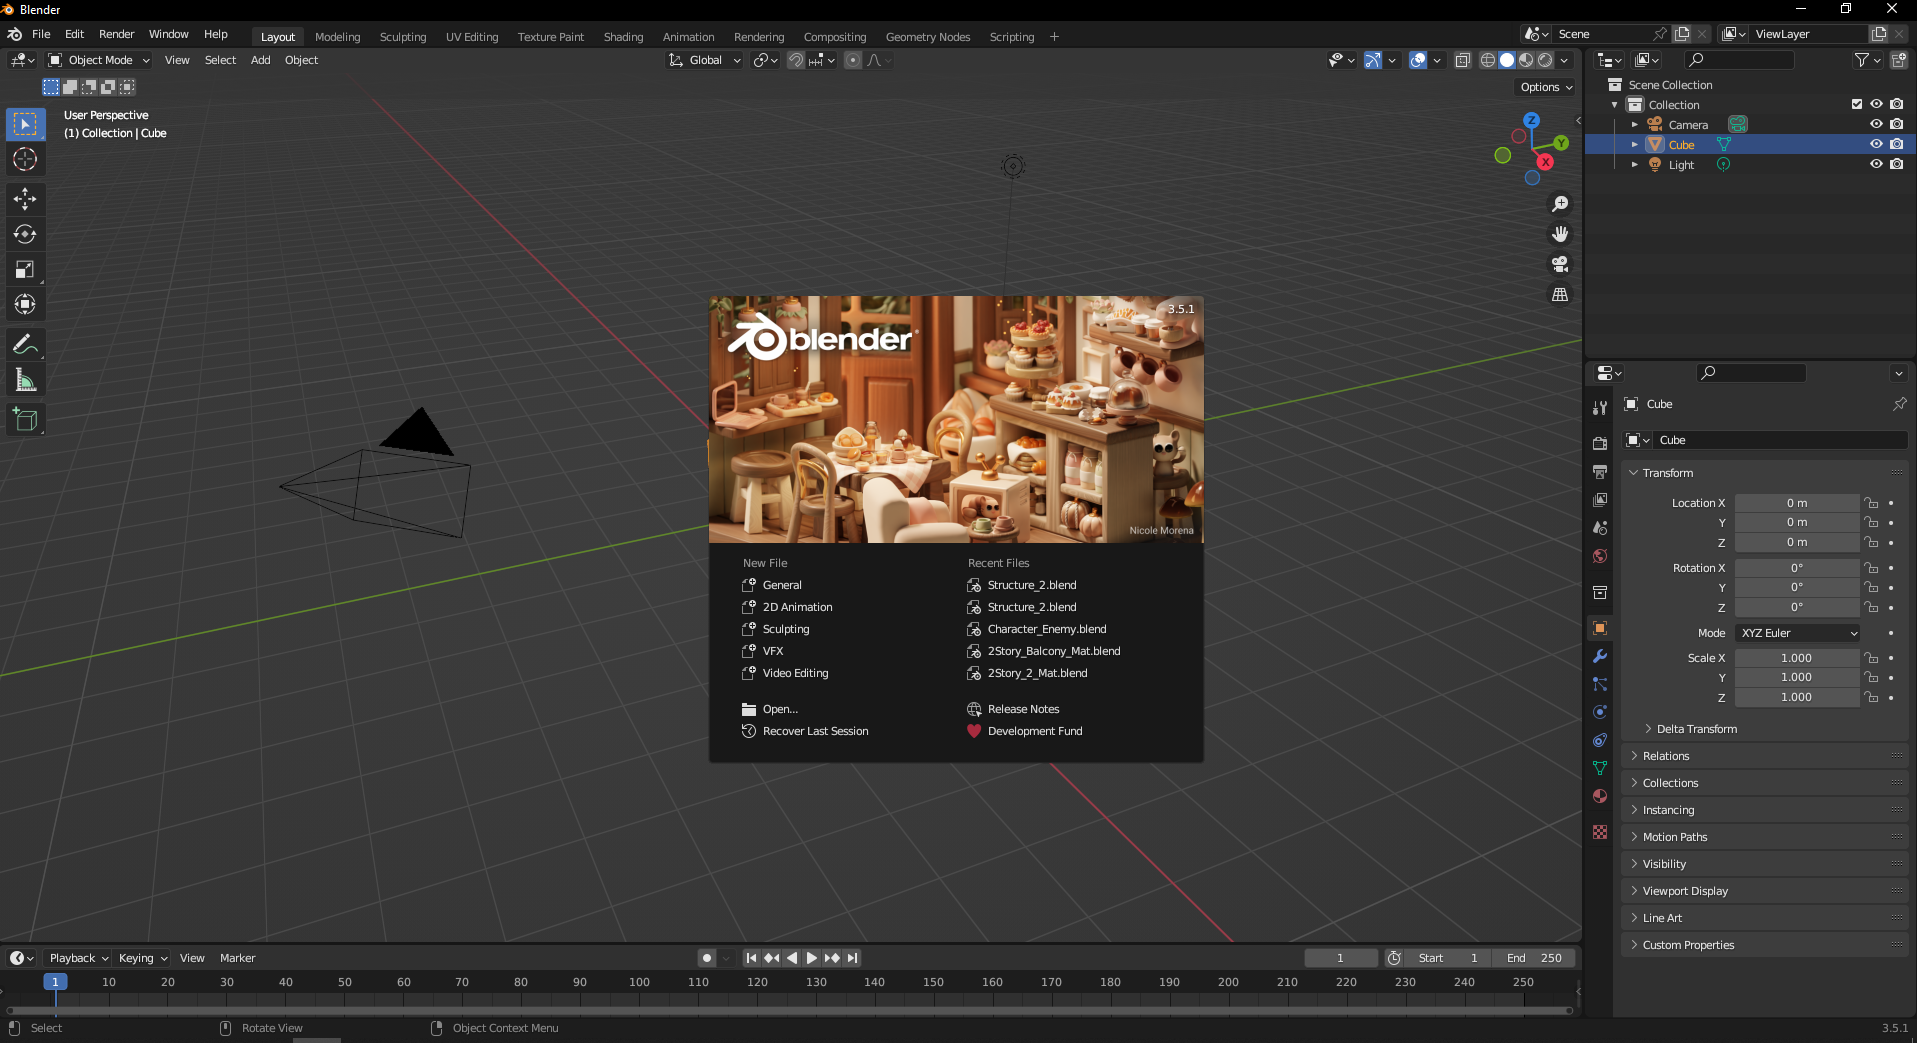 Blender
File Edit Render Window Help Layout Modeling Sculpting UV Editing Texture Paint Shading Animation Rendering Compositing Geometry Nodes Scripting + Scene ViewLayer
Object Mode View Select Add Object Global
Options
User Perspective
(1) Collection | Cube
Z
Y
X
Scene Collection
Collection
Camera
Cube
Light
3.5.1
blender
Nicole Morena
New File
General
2D Animation
Sculpting
VFX
Video Editing
Open...
Recover Last Session
Recent Files
Structure_2.blend
Structure_2.blend
Character_Enemy.blend
2Story_Balcony_Mat.blend
2Story_2_Mat.blend
Release Notes
Development Fund
Cube
Cube
Transform
Location X 0 m
Y 0 m
Z 0 m
Rotation X 0°
Y 0°
Z 0°
Mode XYZ Euler
Scale X 1.000
Y 1.000
Z 1.000
Delta Transform
Relations
Collections
Instancing
Motion Paths
Visibility
Viewport Display
Line Art
Custom Properties
Playback Keying View Marker 1 Start 1 End 250
1 10 20 30 40 50 60 70 80 90 100 110 120 130 140 150 160 170 180 190 200 210 220 230 240 250
Select Rotate View Object Context Menu 3.5.1